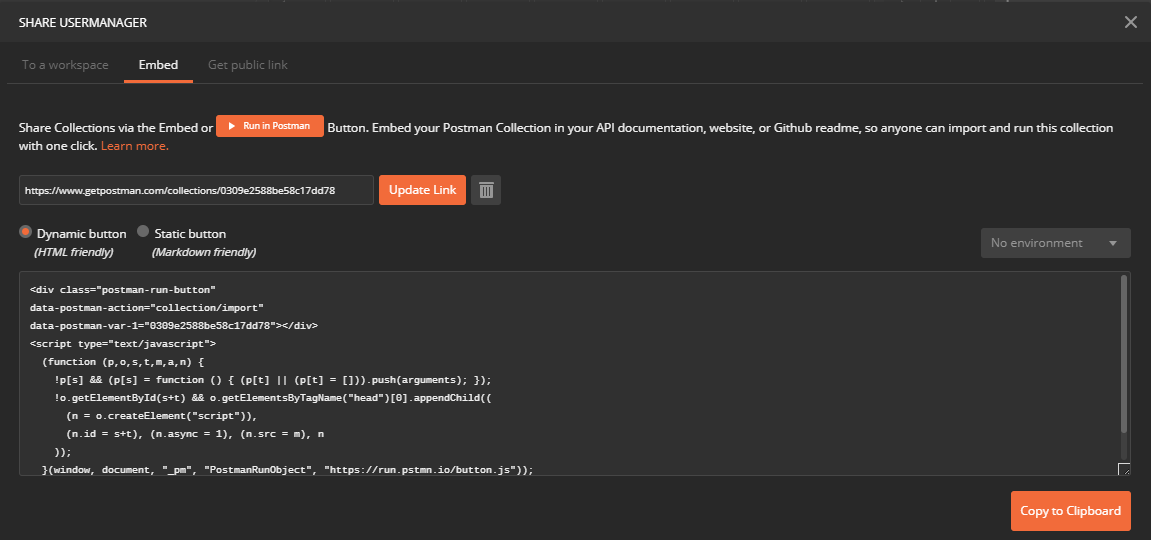 SHARE USERMANAGER
To a workspace Embed Get public link
Share Collections via the Embed or Run in Postman Button. Embed your Postman Collection in your API documentation, website, or Github readme, so anyone can import and run this collection
with one click. Learn more.
https://www.getpostman.com/collections/0309e2588be58c17dd78 Update Link
Dynamic button Static button
(HTML friendly) (Markdown friendly)
No environment
<div class="postman-run-button"
data-postman-action="collection/import"
data-postman-var-1="0309e2588be58c17dd78"></div>
<script type="text/javascript">
  (function (p,o,s,t,m,a,n) {
    !p[s] && (p[s] = function () { (p[t] || (p[t] = [])).push(arguments); });
    !o.getElementById(s+t) && o.getElementsByTagName("head")[0].appendChild((
      (n = o.createElement("script")),
      (n.id = s+t), (n.async = 1), (n.src = m), n
    ));
  }(window, document, "_pm", "PostmanRunObject", "https://run.pstmn.io/button.js"));
Copy to Clipboard